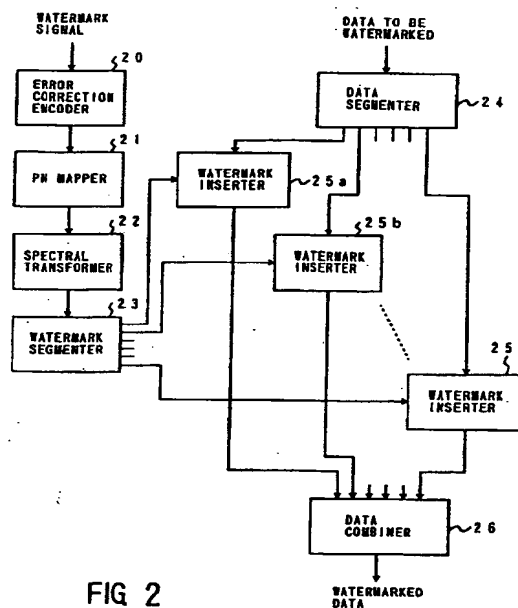 WATERMARK
SIGNAL
20
ERROR
CORRECTION
ENCODER
21
PN MAPPER
22
SPECTRAL
TRANSFORMER
23
WATERMARK
SEGMENTER
DATA TO BE
WATERMARKED
DATA
SEGMENTER
24
WATERMARK
INSERTER
25a
25b
WATERMARK
INSERTER
25
WATERMARK
INSERTER
DATA
COMBINER
26
WATERMARKED
DATA
FIG 2